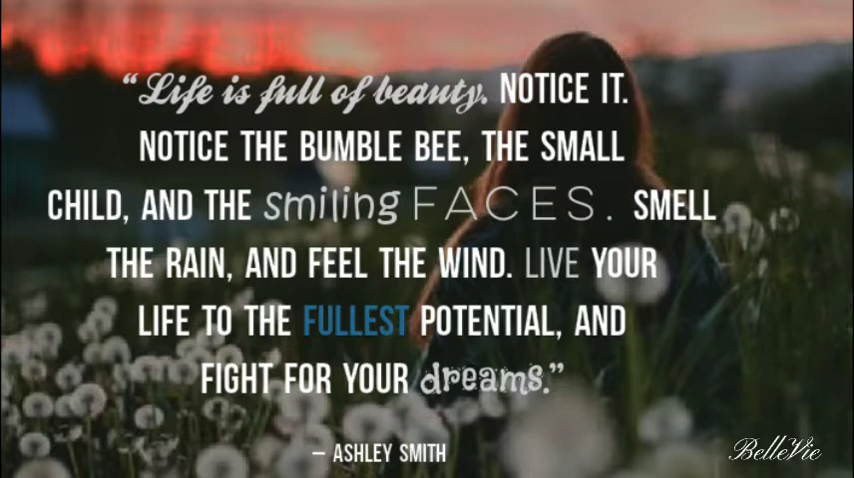 “Life is full of beauty. NOTICE IT.
NOTICE THE BUMBLE BEE, THE SMALL
CHILD, AND THE smiling FACES. SMELL
THE RAIN, AND FEEL THE WIND. LIVE YOUR
LIFE TO THE FULLEST POTENTIAL, AND
FIGHT FOR YOUR dreams.”
– ASHLEY SMITH
BelleVie